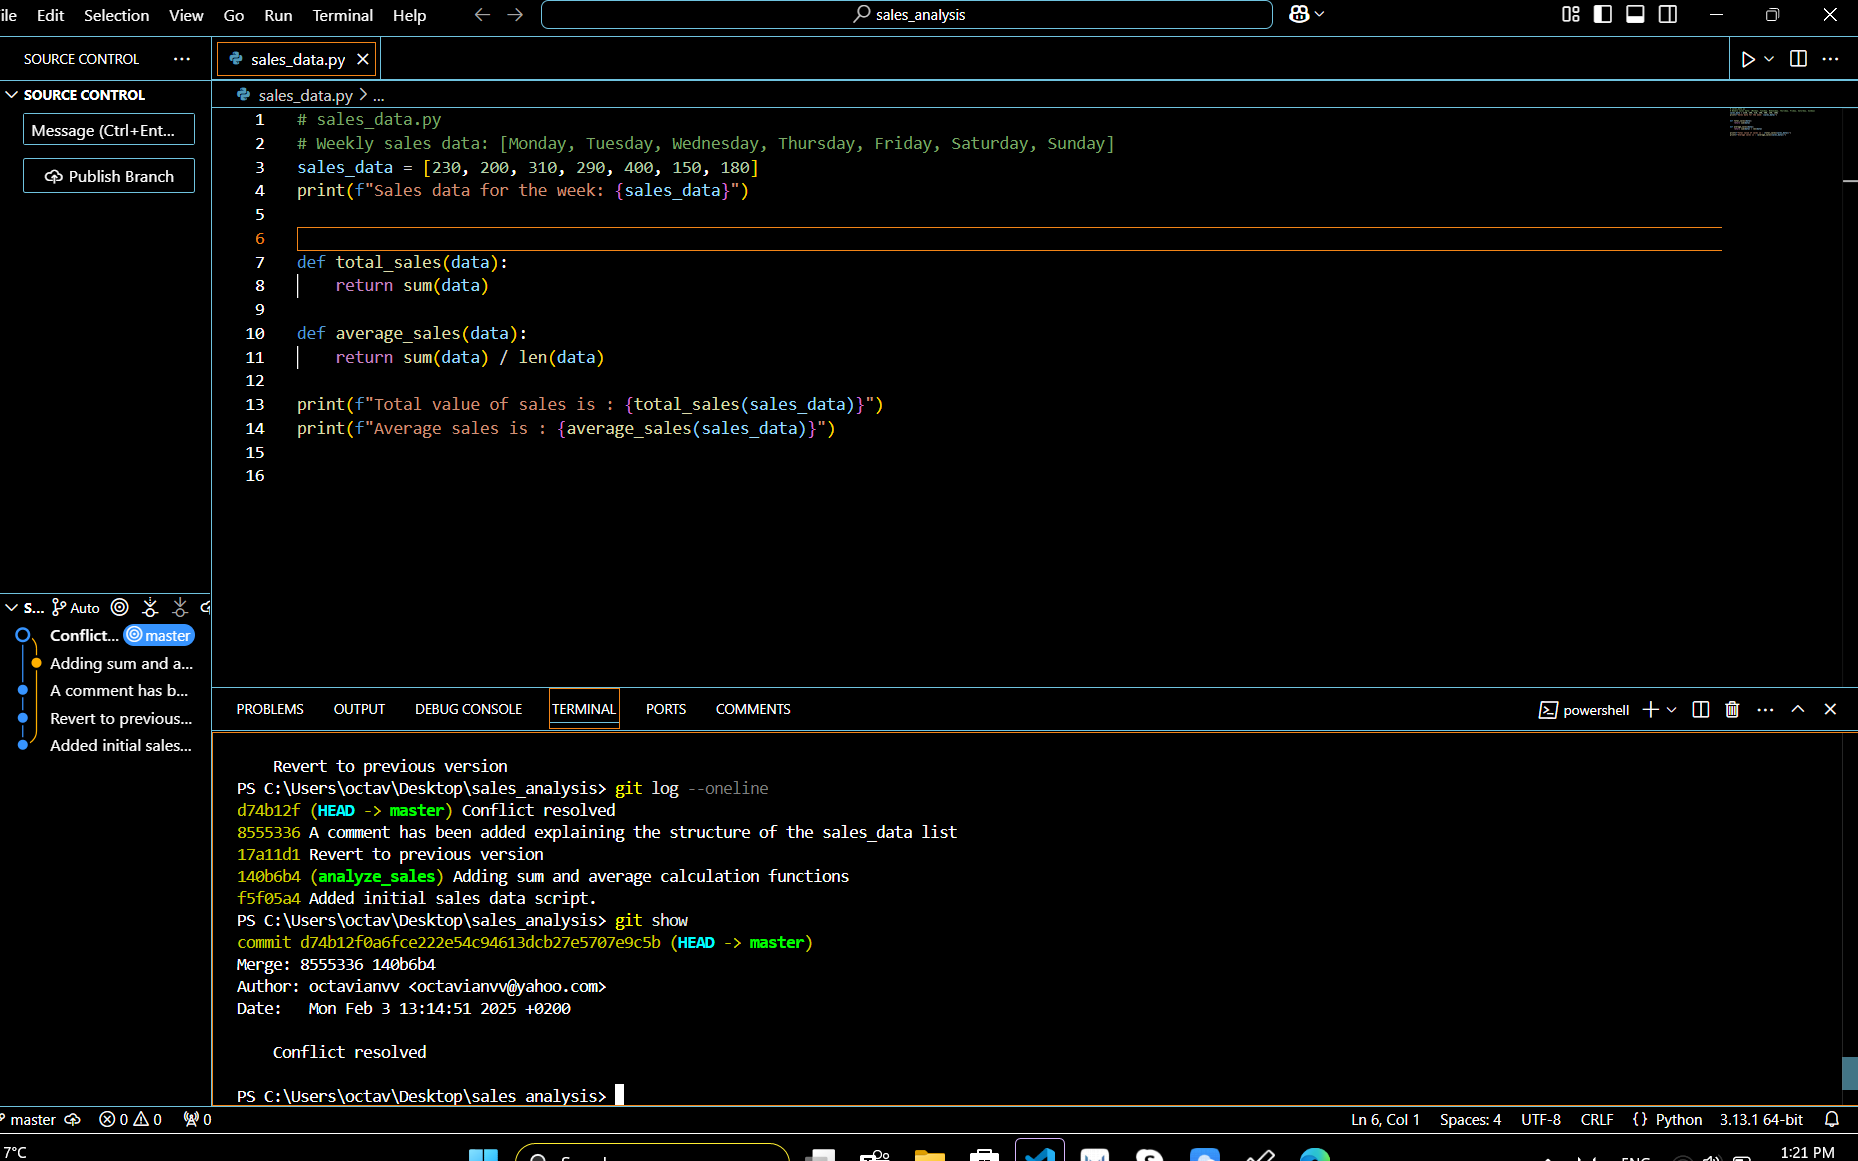 ile Edit Selection View Go Run Terminal Help
sales_analysis
SOURCE CONTROL
sales_data.py
SOURCE CONTROL
Message (Ctrl+Ent...
Publish Branch
sales_data.py > ...
1 # sales_data.py
2 # Weekly sales data: [Monday, Tuesday, Wednesday, Thursday, Friday, Saturday, Sunday]
3 sales_data = [230, 200, 310, 290, 400, 150, 180]
4 print(f"Sales data for the week: {sales_data}")
5
6
7 def total_sales(data):
8     return sum(data)
9
10 def average_sales(data):
11     return sum(data) / len(data)
12
13 print(f"Total value of sales is : {total_sales(sales_data)}")
14 print(f"Average sales is : {average_sales(sales_data)}")
15
16
S... Auto
Conflict... master
Adding sum and a...
A comment has b...
Revert to previous...
Added initial sales...
PROBLEMS OUTPUT DEBUG CONSOLE TERMINAL PORTS COMMENTS
powershell
Revert to previous version
PS C:\Users\octav\Desktop\sales_analysis> git log --oneline
d74b12f (HEAD -> master) Conflict resolved
8555336 A comment has been added explaining the structure of the sales_data list
17a11d1 Revert to previous version
140b6b4 (analyze_sales) Adding sum and average calculation functions
f5f05a4 Added initial sales data script.
PS C:\Users\octav\Desktop\sales_analysis> git show
commit d74b12f0a6fce222e54c94613dcb27e5707e9c5b (HEAD -> master)
Merge: 8555336 140b6b4
Author: octavianvv <octavianvv@yahoo.com>
Date:   Mon Feb 3 13:14:51 2025 +0200
Conflict resolved
PS C:\Users\octav\Desktop\sales analysis>
master 0 0 0
Ln 6, Col 1 Spaces: 4 UTF-8 CRLF {} Python 3.13.1 64-bit
7°C
1:21 PM